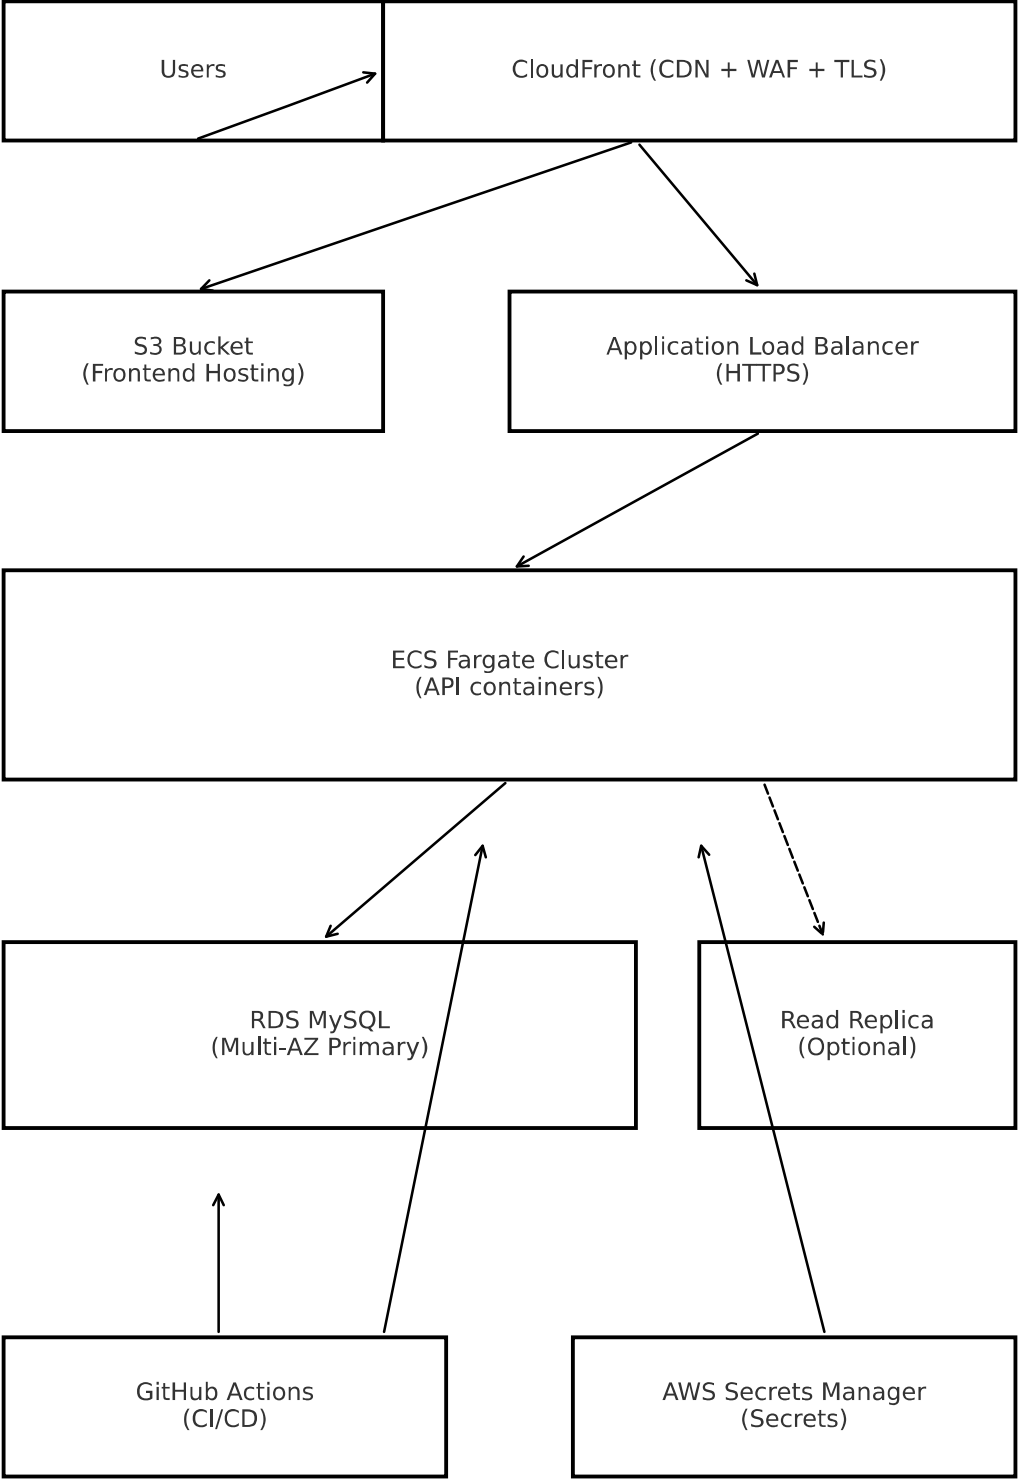 Users
CloudFront (CDN + WAF + TLS)
S3 Bucket
(Frontend Hosting)
Application Load Balancer
(HTTPS)
ECS Fargate Cluster
(API containers)
RDS MySQL
(Multi-AZ Primary)
Read Replica
(Optional)
GitHub Actions
(CI/CD)
AWS Secrets Manager
(Secrets)